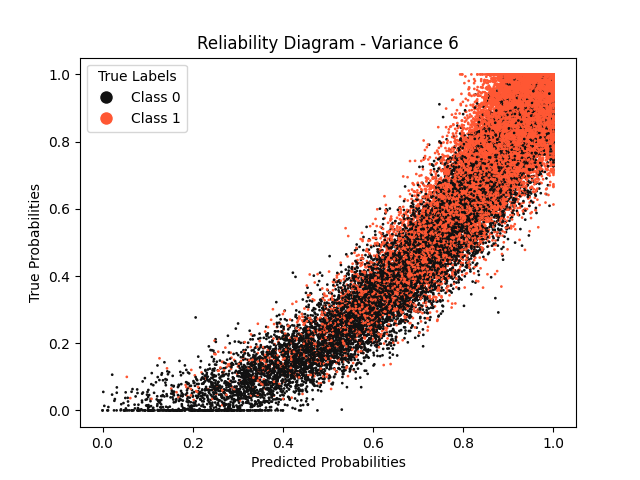 Reliability Diagram - Variance 6
True Labels
Class 0
Class 1
True Probabilities
1.0
0.8
0.6
0.4
0.2
0.0
0.0 0.2 0.4 0.6 0.8 1.0
Predicted Probabilities